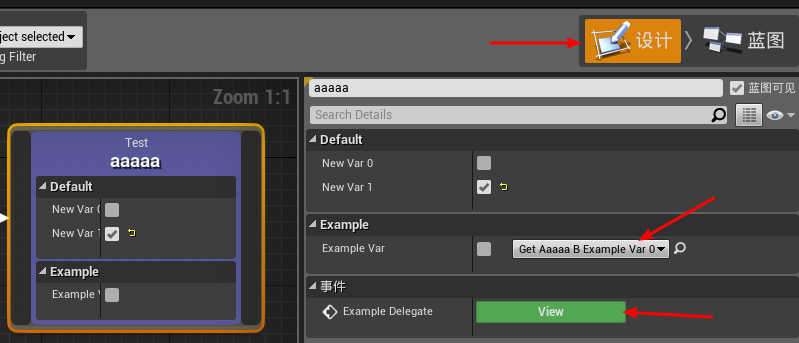 ject selected
设计
蓝图
g Filter
Zoom 1:1
aaaaa
蓝图可见
Search Details
Test
aaaaa
Default
New Var 0
New Var 1
Example
Example V
Default
New Var 0
New Var 1
Example
Example Var
Get Aaaaa B Example Var 0
事件
Example Delegate
View